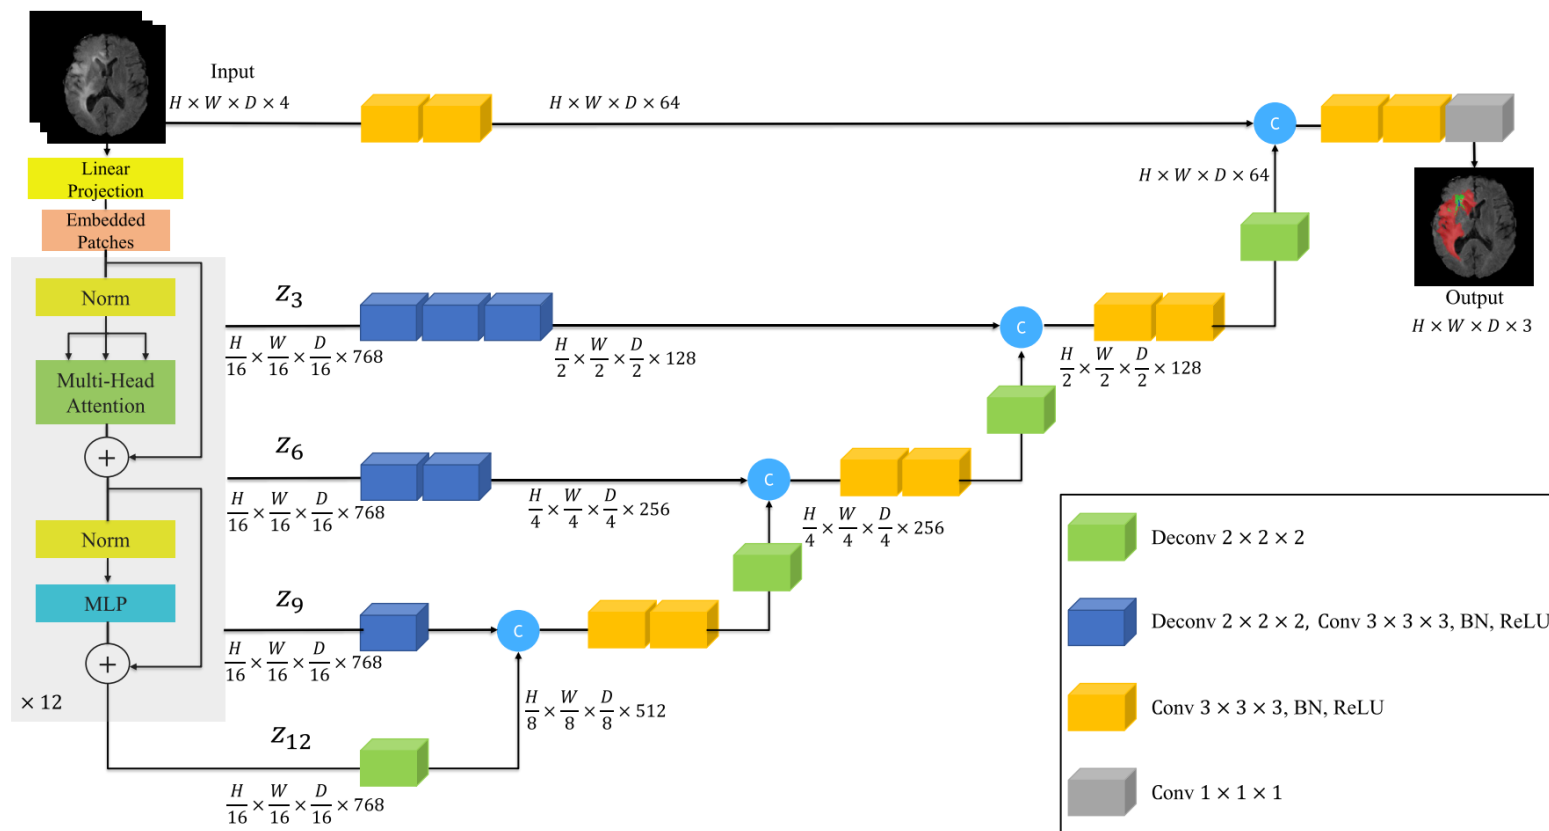 Input
H × W × D × 4
H × W × D × 64
C
H × W × D × 64
Linear
Projection
Embedded
Patches
Norm
Multi-Head
Attention
+
Norm
MLP
+
× 12
z₃
H/16 × W/16 × D/16 × 768
H/2 × W/2 × D/2 × 128
C
H/2 × W/2 × D/2 × 128
z₆
H/16 × W/16 × D/16 × 768
H/4 × W/4 × D/4 × 256
C
H/4 × W/4 × D/4 × 256
z₉
H/16 × W/16 × D/16 × 768
C
H/8 × W/8 × D/8 × 512
z₁₂
H/16 × W/16 × D/16 × 768
Output
H × W × D × 3
Deconv 2 × 2 × 2
Deconv 2 × 2 × 2, Conv 3 × 3 × 3, BN, ReLU
Conv 3 × 3 × 3, BN, ReLU
Conv 1 × 1 × 1